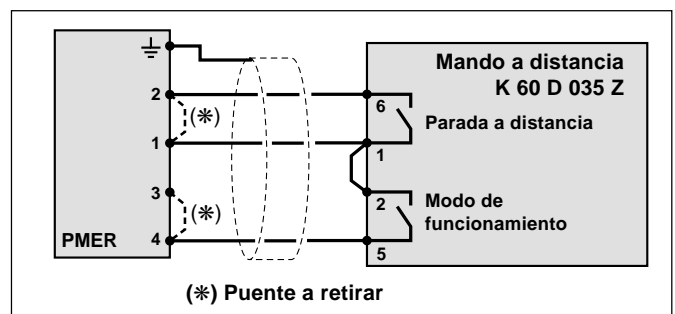 Mando a distancia
K 60 D 035 Z
2
(✻)
6
Parada a distancia
1
1
3
(✻)
2
Modo de
funcionamiento
PMER
4
5
(✻) Puente a retirar